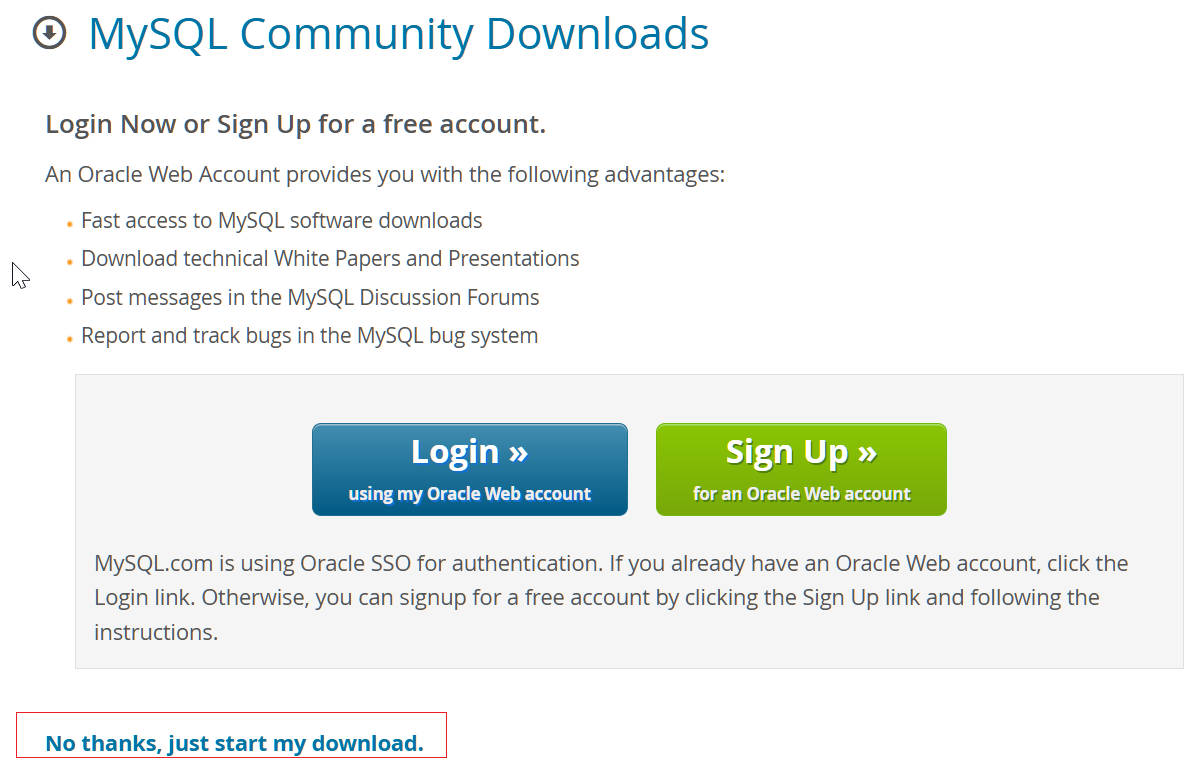 MySQL Community Downloads
Login Now or Sign Up for a free account.
An Oracle Web Account provides you with the following advantages:
Fast access to MySQL software downloads
Download technical White Papers and Presentations
Post messages in the MySQL Discussion Forums
Report and track bugs in the MySQL bug system
Login »
using my Oracle Web account
Sign Up »
for an Oracle Web account
MySQL.com is using Oracle SSO for authentication. If you already have an Oracle Web account, click the
Login link. Otherwise, you can signup for a free account by clicking the Sign Up link and following the
instructions.
No thanks, just start my download.